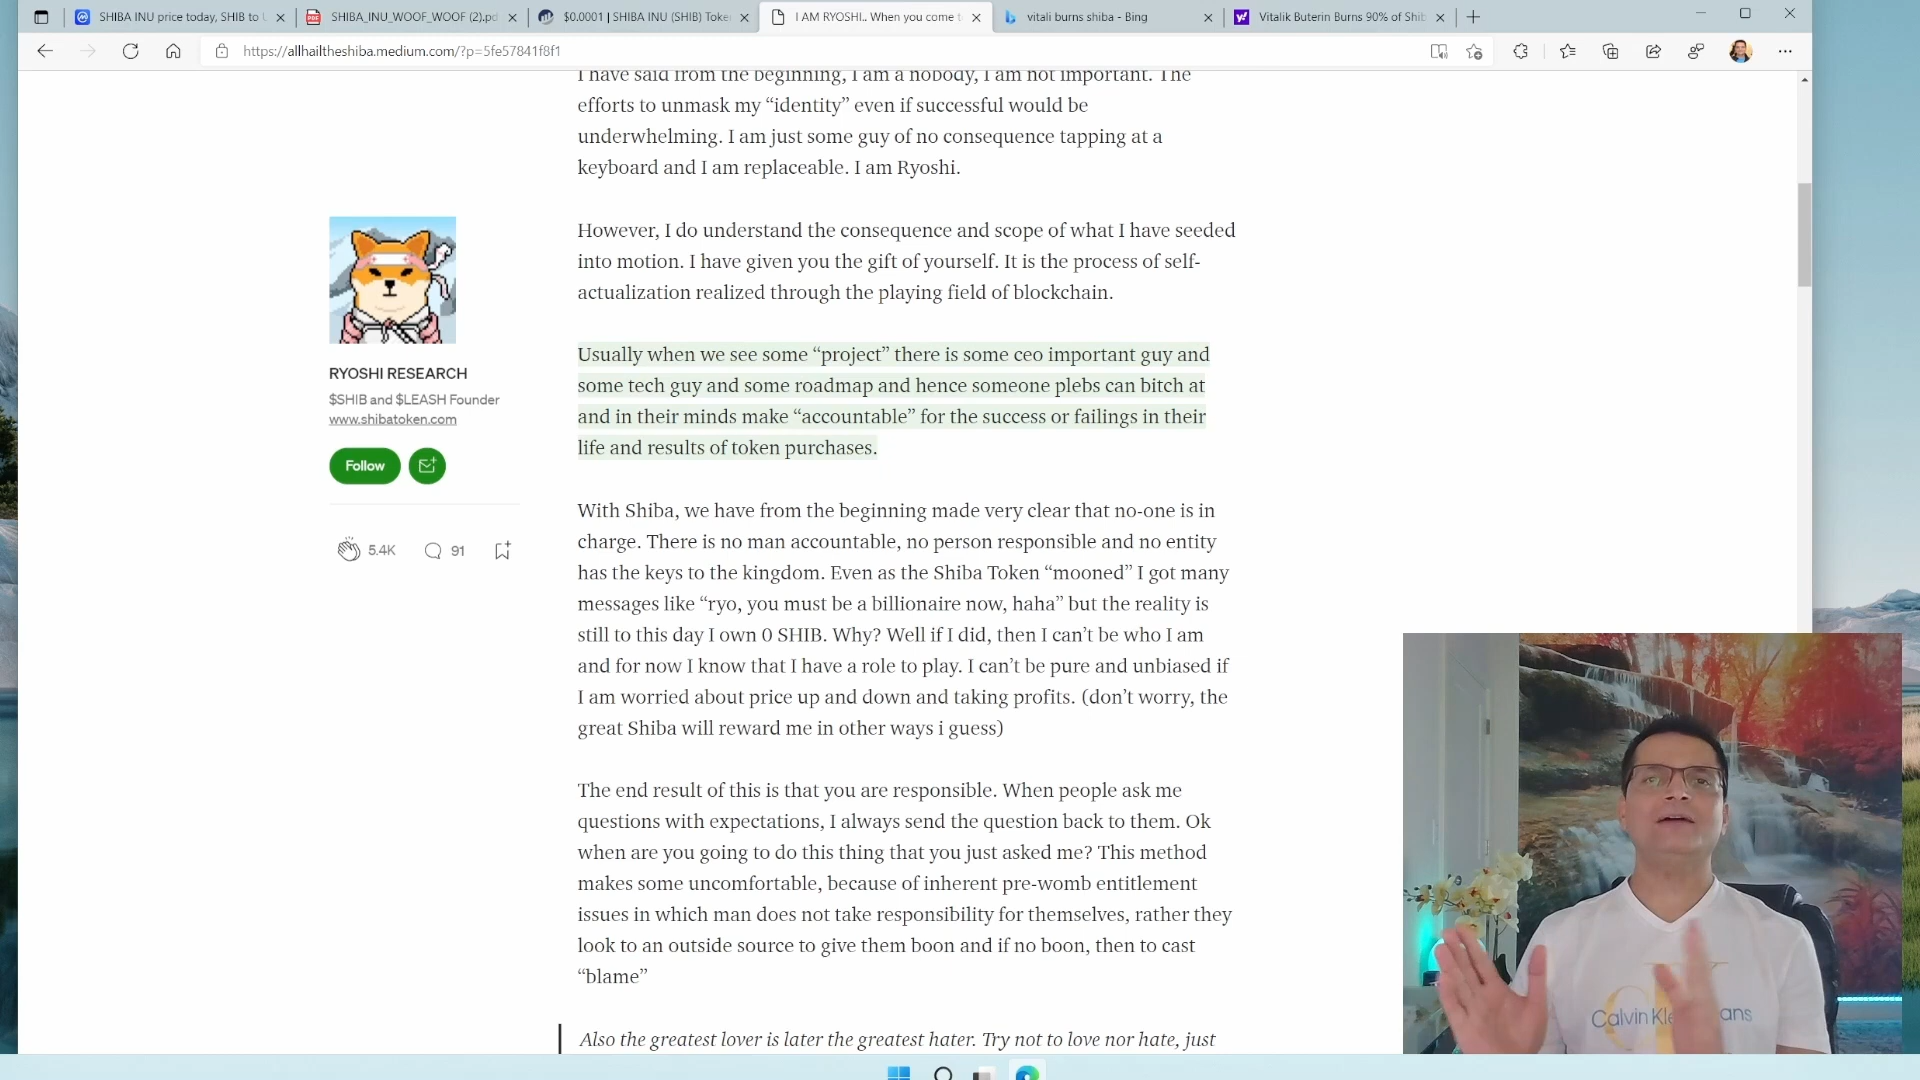 SHIBA INU price today, SHIB to U
SHIBA_INU_WOOF_WOOF (2).pd
$0.0001 | SHIBA INU (SHIB) Toke
I AM RYOSHI.. When you come t
vitali burns shiba - Bing
Vitalik Buterin Burns 90% of Shib
https://allhailtheshiba.medium.com/?p=5fe57841f8f1
I have said from the beginning, I am a nobody, I am not important. The
efforts to unmask my “identity” even if successful would be
underwhelming. I am just some guy of no consequence tapping at a
keyboard and I am replaceable. I am Ryoshi.
However, I do understand the consequence and scope of what I have seeded
into motion. I have given you the gift of yourself. It is the process of self-
actualization realized through the playing field of blockchain.
RYOSHI RESEARCH
$SHIB and $LEASH Founder
www.shibatoken.com
Follow
5.4K
91
Usually when we see some “project” there is some ceo important guy and
some tech guy and some roadmap and hence someone plebs can bitch at
and in their minds make “accountable” for the success or failings in their
life and results of token purchases.
With Shiba, we have from the beginning made very clear that no-one is in
charge. There is no man accountable, no person responsible and no entity
has the keys to the kingdom. Even as the Shiba Token “mooned” I got many
messages like “ryo, you must be a billionaire now, haha” but the reality is
still to this day I own 0 SHIB. Why? Well if I did, then I can’t be who I am
and for now I know that I have a role to play. I can’t be pure and unbiased if
I am worried about price up and down and taking profits. (don’t worry, the
great Shiba will reward me in other ways i guess)
The end result of this is that you are responsible. When people ask me
questions with expectations, I always send the question back to them. Ok
when are you going to do this thing that you just asked me? This method
makes some uncomfortable, because of inherent pre-womb entitlement
issues in which man does not take responsibility for themselves, rather they
look to an outside source to give them boon and if no boon, then to cast
“blame”
Also the greatest lover is later the greatest hater. Try not to love nor hate, just
Calvin Kle ans